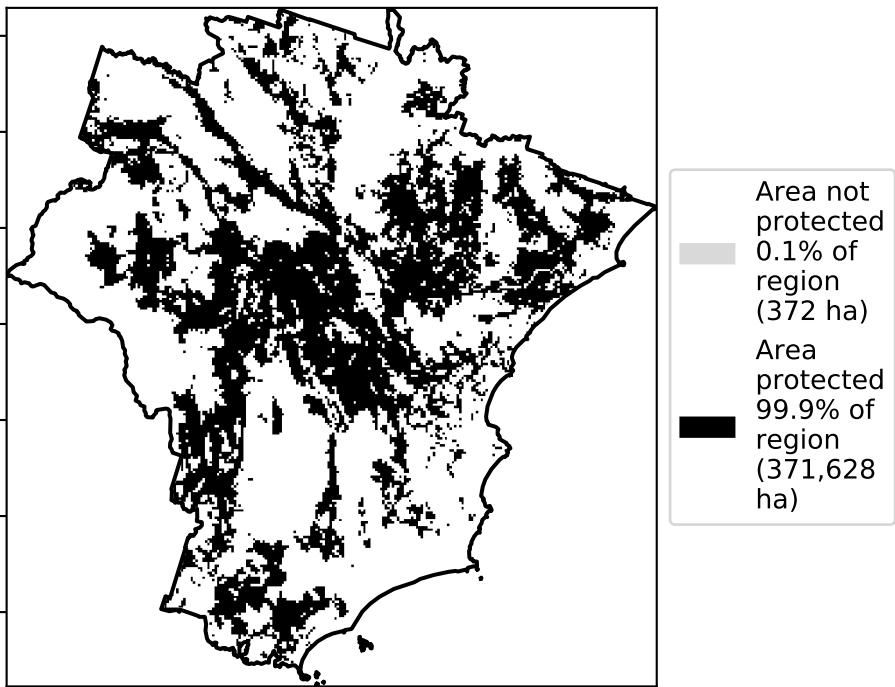 Area not
protected
0.1% of
region
(372 ha)
Area
protected
99.9% of
region
(371,628
ha)